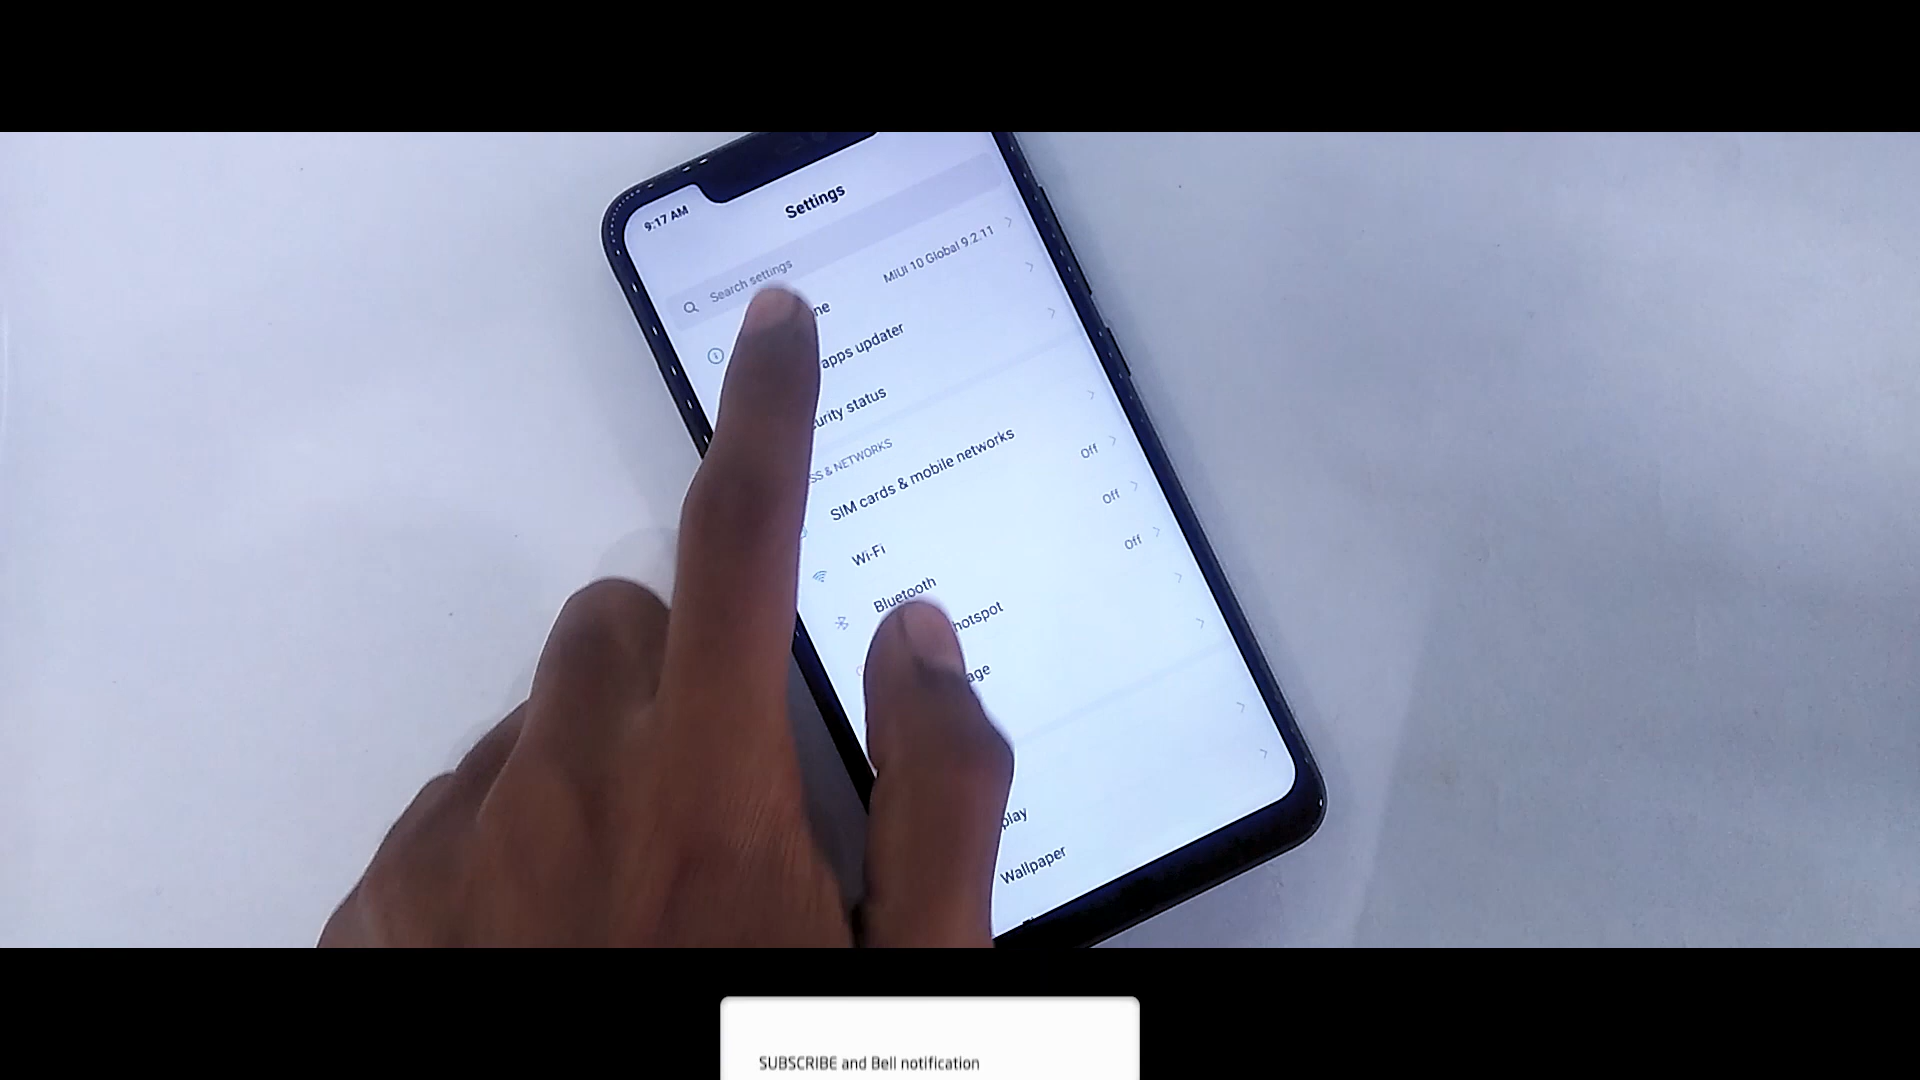 9:17 AM
Settings
Search settings
ne
MIUI 10 Global 9.2.11
apps updater
urity status
SS & NETWORKS
SIM cards & mobile networks
Wi-Fi
Off
Bluetooth
Off
hotspot
Off
age
play
Wallpaper
SUBSCRIBE and Bell notification